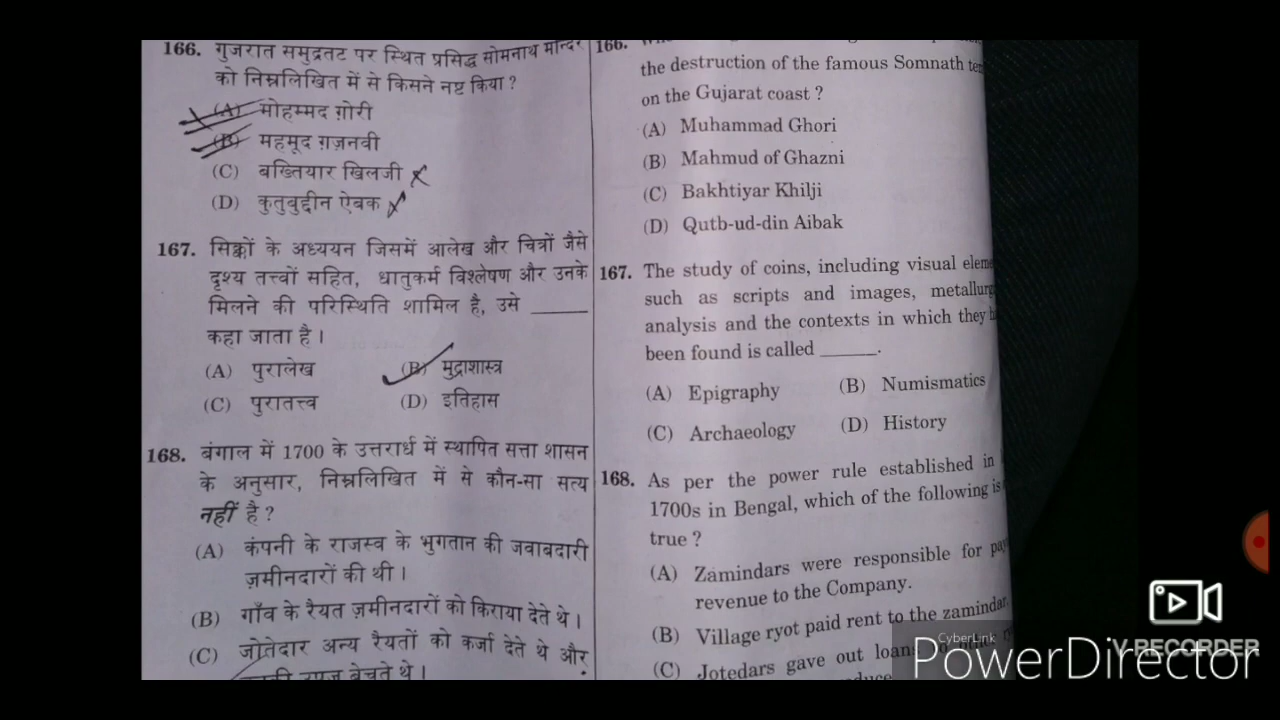 166. गुजरात समुद्रतट पर स्थित प्रसिद्ध सोमनाथ मन्दिर
को निम्नलिखित में से किसने नष्ट किया ?
(A) मोहम्मद ग़ोरी
(B) महमूद ग़ज़नवी
(C) बख्तियार खिलजी
(D) कुतुबुद्दीन ऐबक
167. सिक्कों के अध्ययन जिसमें आलेख और चित्रों जैसे
दृश्य तत्त्वों सहित, धातुकर्म विश्लेषण और उनके
मिलने की परिस्थिति शामिल है, उसे ______
कहा जाता है ।
(A) पुरालेख (B) मुद्राशास्त्र
(C) पुरातत्त्व (D) इतिहास
168. बंगाल में 1700 के उत्तरार्ध में स्थापित सत्ता शासन
के अनुसार, निम्नलिखित में से कौन-सा सत्य
नहीं है ?
(A) कंपनी के राजस्व के भुगतान की जवाबदारी
ज़मीनदारों की थी ।
(B) गाँव के रैयत ज़मीनदारों को किराया देते थे ।
(C) जोतेदार अन्य रैयतों को कर्जा देते थे और
उपज बेचते थे ।
166.
the destruction of the famous Somnath
on the Gujarat coast ?
(A) Muhammad Ghori
(B) Mahmud of Ghazni
(C) Bakhtiyar Khilji
(D) Qutb-ud-din Aibak
167. The study of coins, including visual
such as scripts and images,
analysis and the contexts in which they
been found is called ______.
(A) Epigraphy (B) Numismatics
(C) Archaeology (D) History
168. As per the power rule established in
1700s in Bengal, which of the following is
true ?
(A) Zamindars were responsible for
revenue to the Company.
(B) Village ryot paid rent to the zamindar
(C) Jotedars gave out loans
CyberLink
PowerDirector
V RECORDER